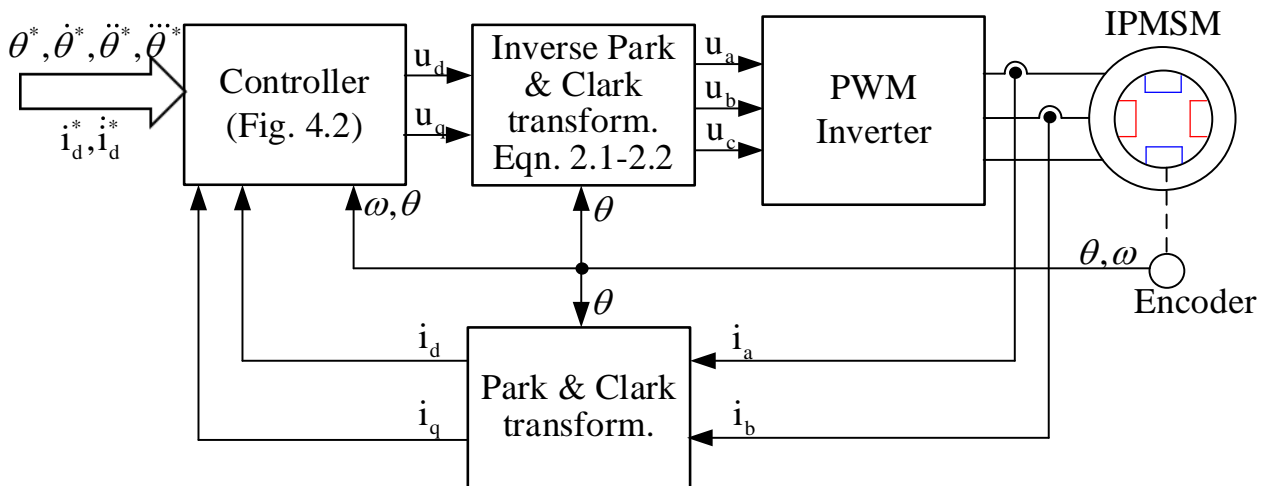 θ*, θ̇*, θ̈*, θ⃛*
i_d*, i̇_d*
Controller
(Fig. 4.2)
u_d
u_q
Inverse Park
& Clark
transform.
Eqn. 2.1-2.2
u_a
u_b
u_c
PWM
Inverter
IPMSM
ω, θ
θ
θ, ω
Encoder
θ
i_d
i_q
Park & Clark
transform.
i_a
i_b